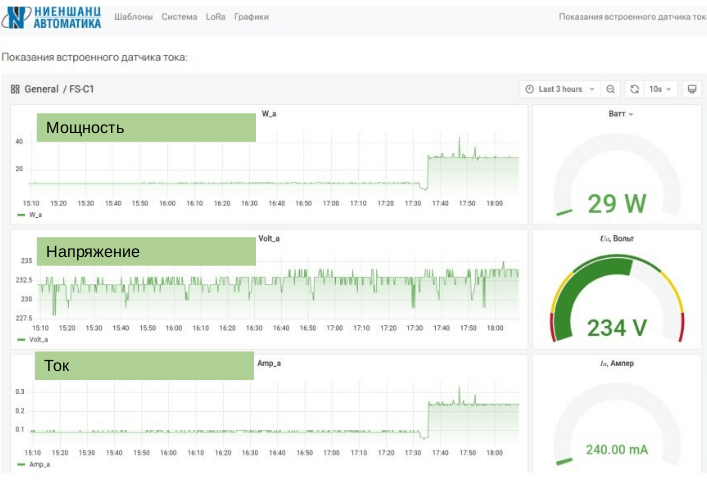 НИЕНШАНЦ
АВТОМАТИКА
Шаблоны Система LoRa Графики
Показания встроенного датчика тока
Показания встроенного датчика тока:
General / FS-C1
Last 3 hours
10s
W_a
Мощность
40
20
15:10 15:20 15:30 15:40 15:50 16:00 16:10 16:20 16:30 16:40 16:50 17:00 17:10 17:20 17:30 17:40 17:50 18:00
W_a
Ватт
29 W
Volt_a
Напряжение
235
232.5
230
227.5
15:10 15:20 15:30 15:40 15:50 16:00 16:10 16:20 16:30 16:40 16:50 17:00 17:10 17:20 17:30 17:40 17:50 18:00
Volt_a
Ua, Вольт
234 V
Amp_a
Ток
0.3
0.2
0.1
15:10 15:20 15:30 15:40 15:50 16:00 16:10 16:20 16:30 16:40 16:50 17:00 17:10 17:20 17:30 17:40 17:50 18:00
Amp_a
Ia, Ампер
240.00 mA